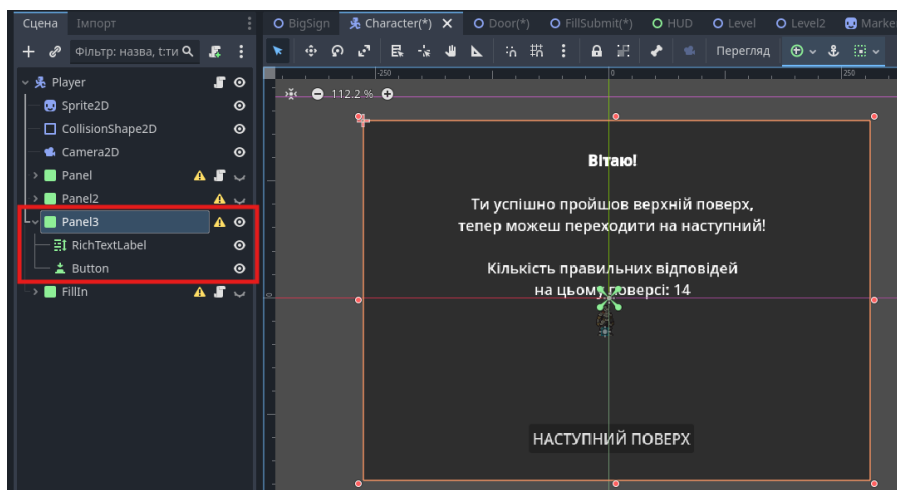 Сцена Імпорт
BigSign Character(*) Door(*) FillSubmit(*) HUD Level Level2 Marke
Фільтр: назва, t:ти
Перегляд
Player
Sprite2D
CollisionShape2D
Camera2D
Panel
Panel2
Panel3
RichTextLabel
Button
FillIn
-250 0 250
112.2 %
0
Вітаю!
Ти успішно пройшов верхній поверх,
тепер можеш переходити на наступний!
Кількість правильних відповідей
на цьому поверсі: 14
НАСТУПНИЙ ПОВЕРХ